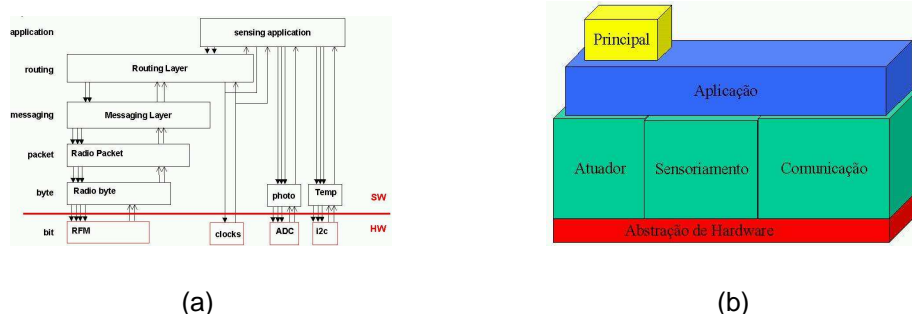 application
sensing application
routing
Routing Layer
messaging
Messaging Layer
packet
Radio Packet
byte
Radio byte
photo
Temp
SW
bit
RFM
clocks
ADC
i2c
HW
(a)
Principal
Aplicação
Atuador
Sensoriamento
Comunicação
Abstração de Hardware
(b)